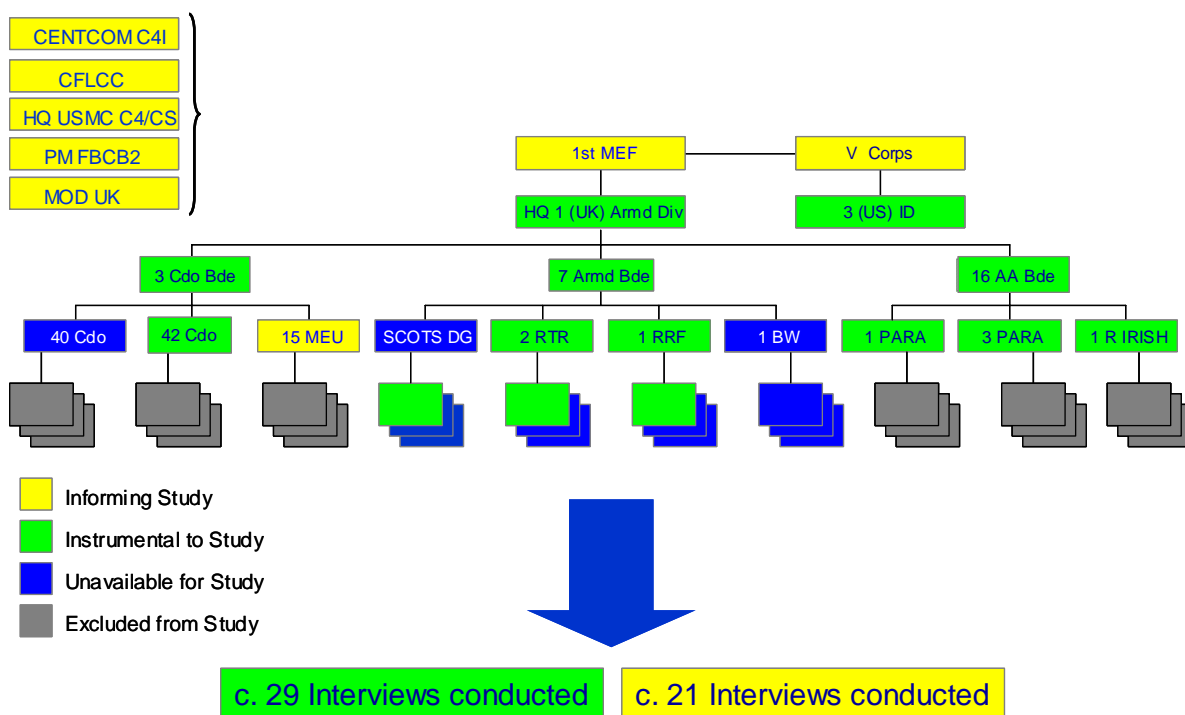 CENTCOM C4I
CFLCC
HQ USMC C4/CS
PM FBCB2
MOD UK
1st MEF
V Corps
HQ 1 (UK) Armd Div
3 (US) ID
3 Cdo Bde
7 Armd Bde
16 AA Bde
40 Cdo
42 Cdo
15 MEU
SCOTS DG
2 RTR
1 RRF
1 BW
1 PARA
3 PARA
1 R IRISH
Informing Study
Instrumental to Study
Unavailable for Study
Excluded from Study
c. 29 Interviews conducted
c. 21 Interviews conducted